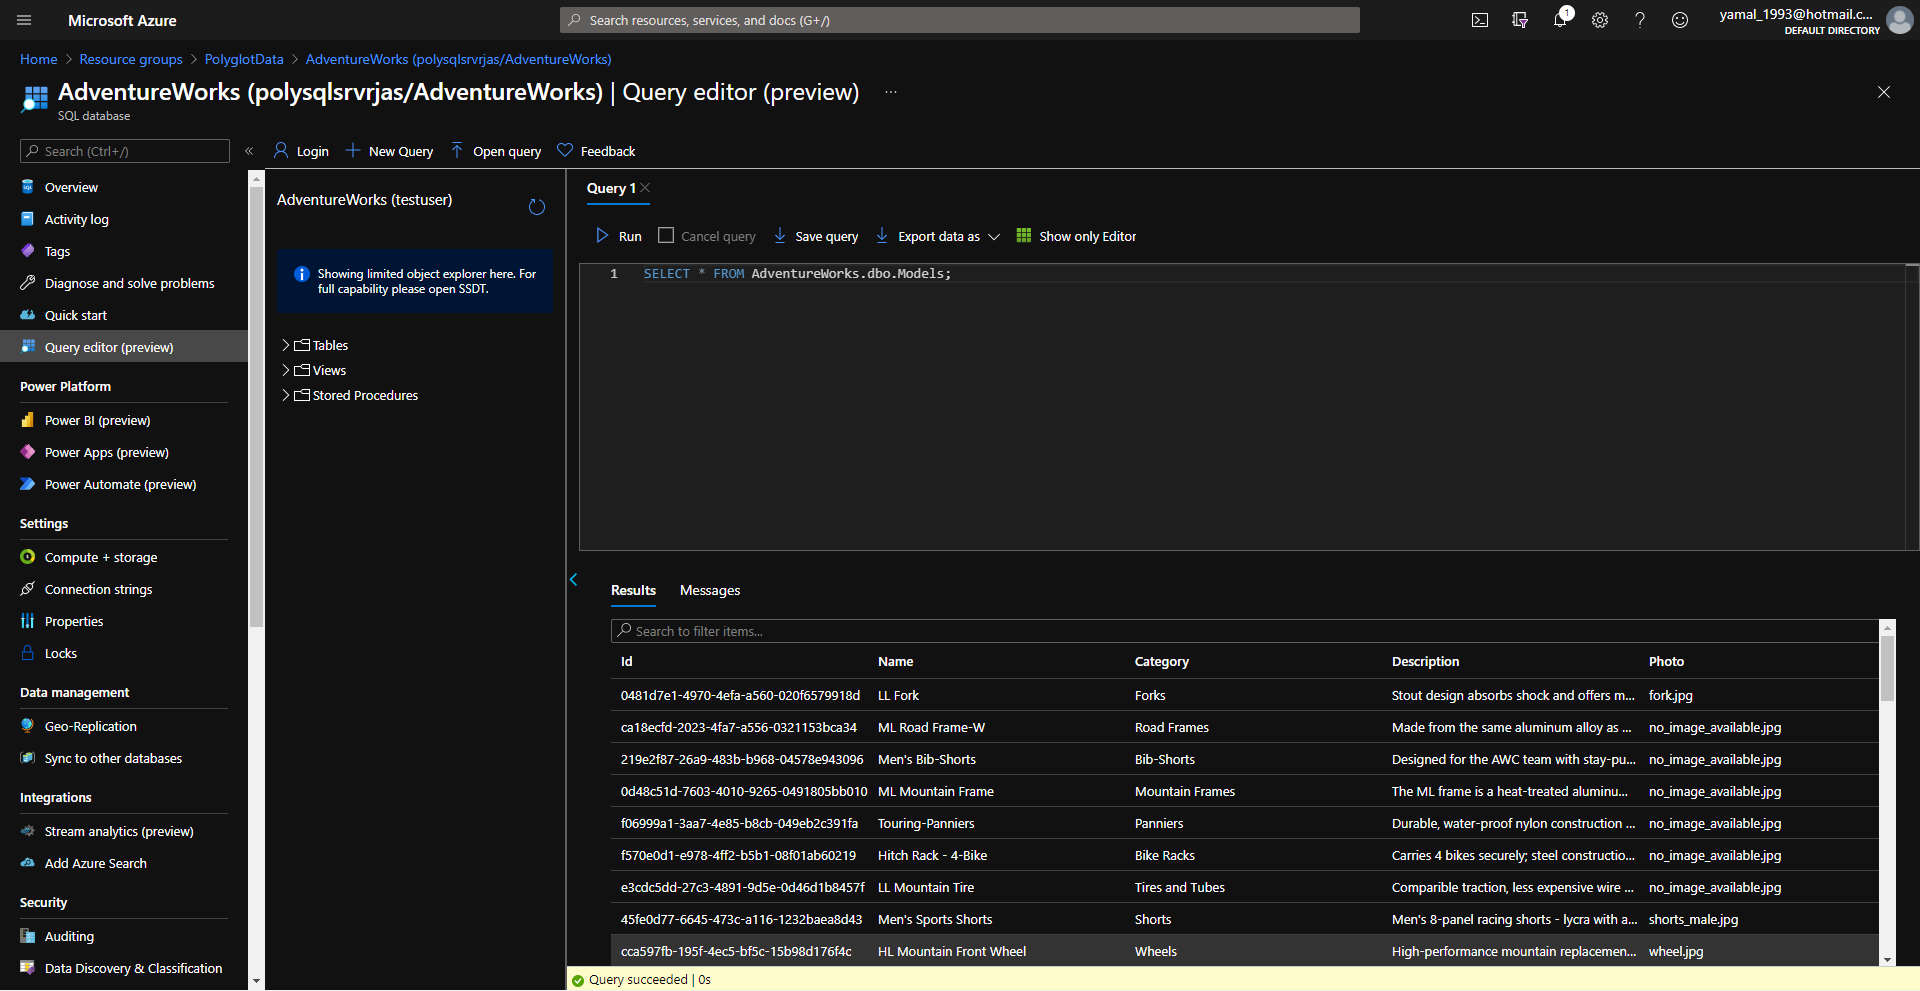 Microsoft Azure
Search resources, services, and docs (G+/)
1
yamal_1993@hotmail.c...
DEFAULT DIRECTORY
Home > Resource groups > PolyglotData > AdventureWorks (polysqlsrvrjas/AdventureWorks)
AdventureWorks (polysqlsrvrjas/AdventureWorks) | Query editor (preview) ...
SQL database
Search (Ctrl+/)
«
Login
New Query
Open query
Feedback
Overview
Activity log
Tags
Diagnose and solve problems
Quick start
Query editor (preview)
Power Platform
Power BI (preview)
Power Apps (preview)
Power Automate (preview)
Settings
Compute + storage
Connection strings
Properties
Locks
Data management
Geo-Replication
Sync to other databases
Integrations
Stream analytics (preview)
Add Azure Search
Security
Auditing
Data Discovery & Classification
AdventureWorks (testuser)
Showing limited object explorer here. For
full capability please open SSDT.
Tables
Views
Stored Procedures
Query 1
Run
Cancel query
Save query
Export data as
Show only Editor
1 SELECT * FROM AdventureWorks.dbo.Models;
Results Messages
Search to filter items...
Id Name Category Description Photo
0481d7e1-4970-4efa-a560-020f6579918d LL Fork Forks Stout design absorbs shock and offers m... fork.jpg
ca18ecfd-2023-4fa7-a556-0321153bca34 ML Road Frame-W Road Frames Made from the same aluminum alloy as ... no_image_available.jpg
219e2f87-26a9-483b-b968-04578e943096 Men's Bib-Shorts Bib-Shorts Designed for the AWC team with stay-pu... no_image_available.jpg
0d48c51d-7603-4010-9265-0491805bb010 ML Mountain Frame Mountain Frames The ML frame is a heat-treated aluminu... no_image_available.jpg
f06999a1-3aa7-4e85-b8cb-049eb2c391fa Touring-Panniers Panniers Durable, water-proof nylon construction ... no_image_available.jpg
f570e0d1-e978-4ff2-b5b1-08f01ab60219 Hitch Rack - 4-Bike Bike Racks Carries 4 bikes securely; steel constructio... no_image_available.jpg
e3cdc5dd-27c3-4891-9d5e-0d46d1b8457f LL Mountain Tire Tires and Tubes Comparible traction, less expensive wire ... no_image_available.jpg
45fe0d77-6645-473c-a116-1232baea8d43 Men's Sports Shorts Shorts Men's 8-panel racing shorts - lycra with a... shorts_male.jpg
cca597fb-195f-4ec5-bf5c-15b98d176f4c HL Mountain Front Wheel Wheels High-performance mountain replacemen... wheel.jpg
Query succeeded | 0s